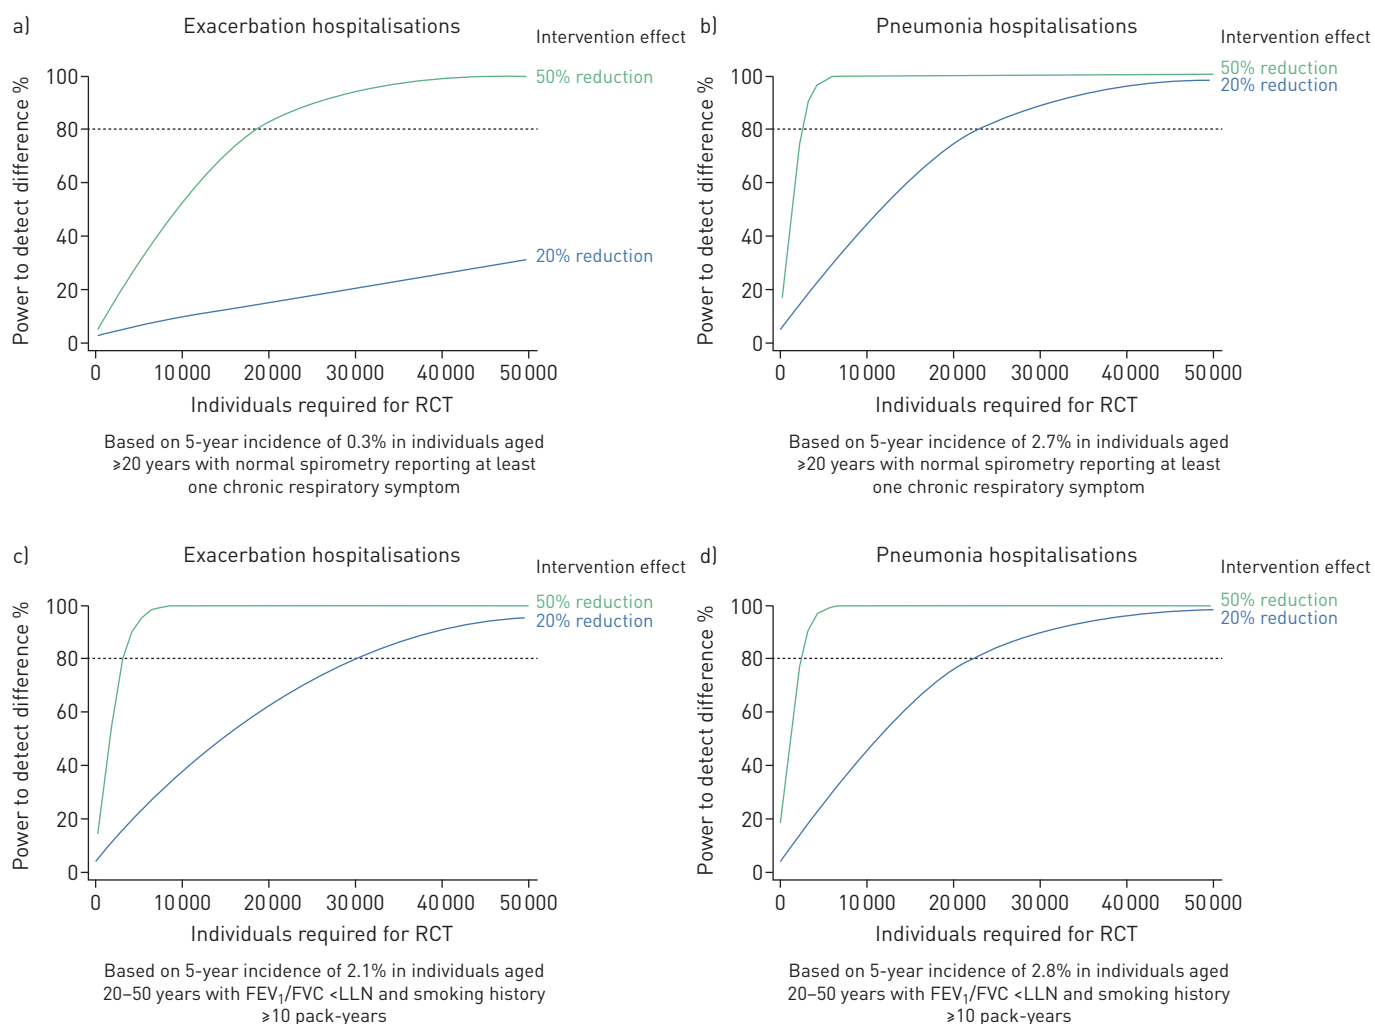 a)
Exacerbation hospitalisations
Intervention effect
Power to detect difference %
100
80
60
40
20
0
50% reduction
20% reduction
0 10 000 20 000 30 000 40 000 50 000
Individuals required for RCT
Based on 5-year incidence of 0.3% in individuals aged
≥20 years with normal spirometry reporting at least
one chronic respiratory symptom
b)
Pneumonia hospitalisations
Intervention effect
Power to detect difference %
100
80
60
40
20
0
50% reduction
20% reduction
0 10 000 20 000 30 000 40 000 50 000
Individuals required for RCT
Based on 5-year incidence of 2.7% in individuals aged
≥20 years with normal spirometry reporting at least
one chronic respiratory symptom
c)
Exacerbation hospitalisations
Intervention effect
Power to detect difference %
100
80
60
40
20
0
50% reduction
20% reduction
0 10 000 20 000 30 000 40 000 50 000
Individuals required for RCT
Based on 5-year incidence of 2.1% in individuals aged
20–50 years with FEV₁/FVC <LLN and smoking history
≥10 pack-years
d)
Pneumonia hospitalisations
Intervention effect
Power to detect difference %
100
80
60
40
20
0
50% reduction
20% reduction
0 10 000 20 000 30 000 40 000 50 000
Individuals required for RCT
Based on 5-year incidence of 2.8% in individuals aged
20–50 years with FEV₁/FVC <LLN and smoking history
≥10 pack-years